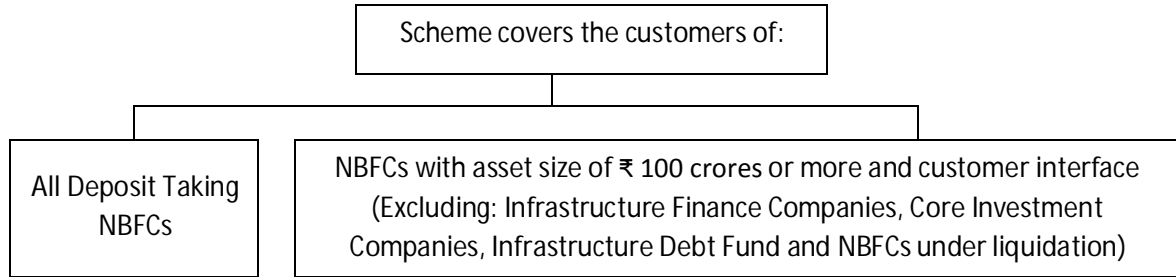 Scheme covers the customers of:
All Deposit Taking
NBFCs
NBFCs with asset size of ₹ 100 crores or more and customer interface
(Excluding: Infrastructure Finance Companies, Core Investment
Companies, Infrastructure Debt Fund and NBFCs under liquidation)